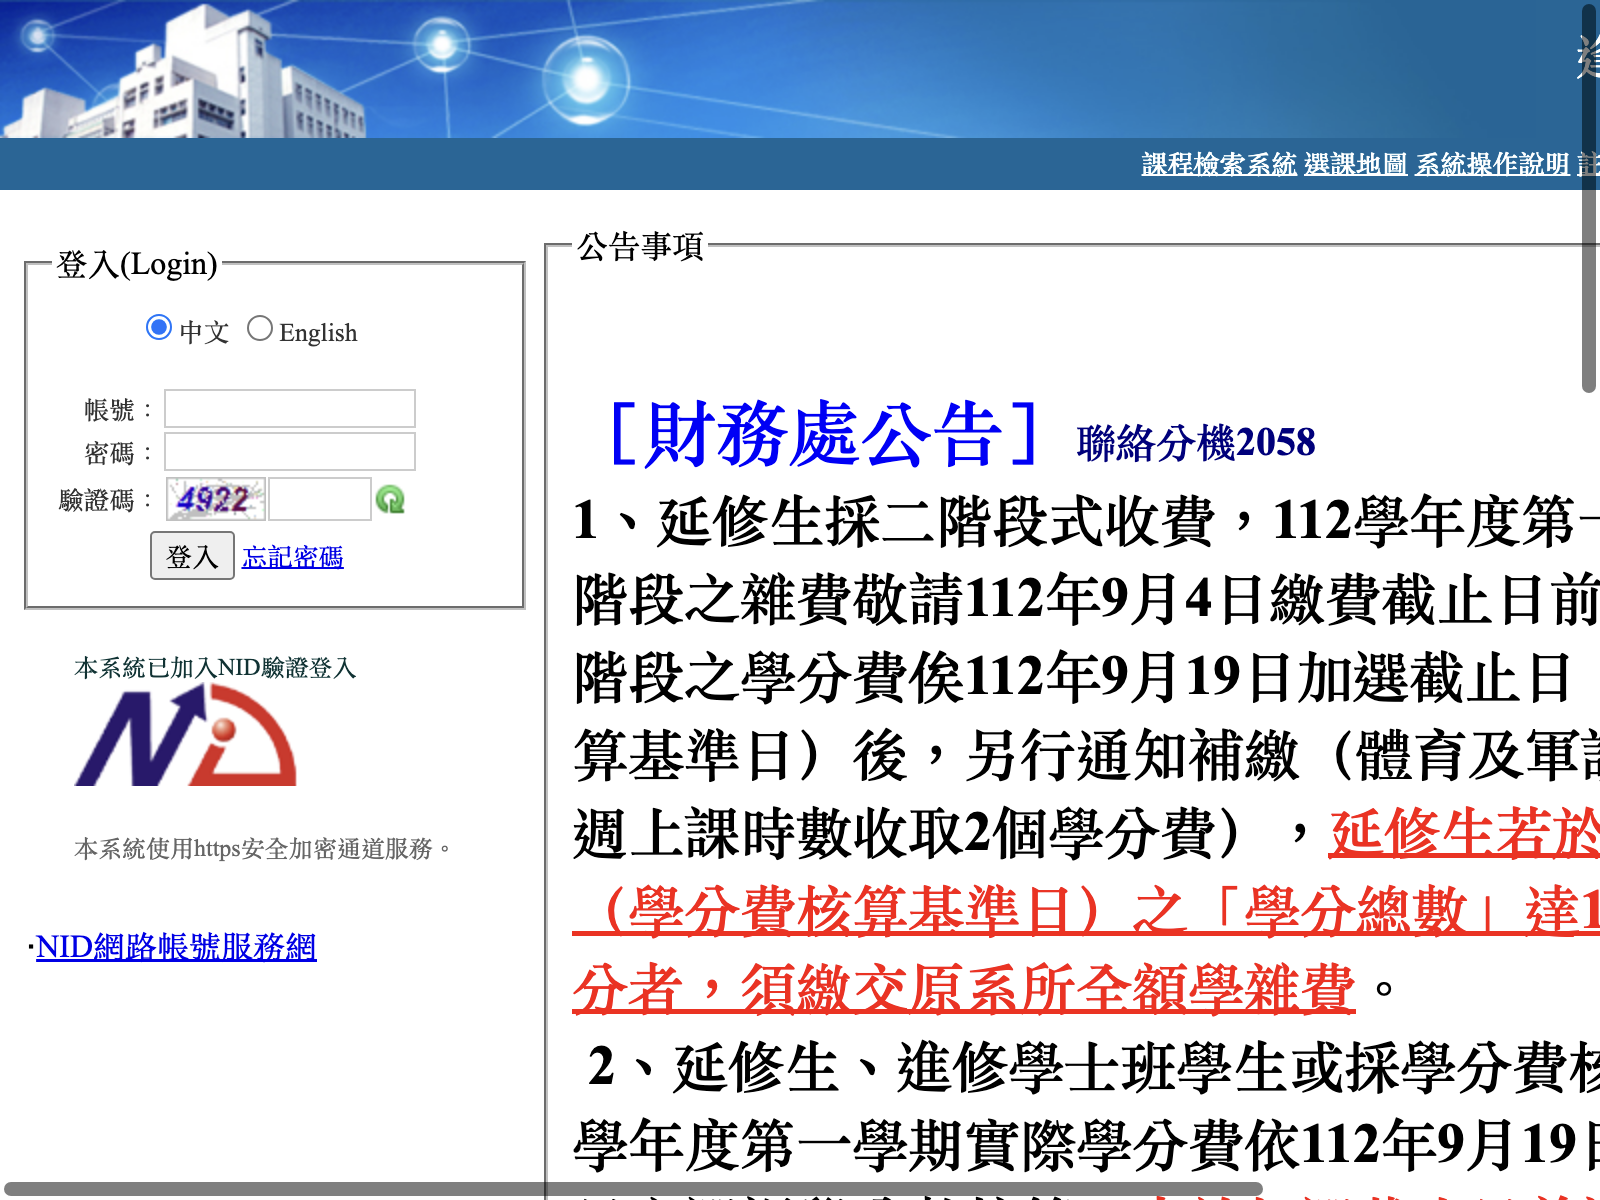 課程檢索系統 選課地圖 系統操作說明
登入(Login)
中文 English
帳號：
密碼：
驗證碼： 4922
登入 忘記密碼
本系統已加入NID驗證登入
NiD
本系統使用https安全加密通道服務。
·NID網路帳號服務網
公告事項
［財務處公告］ 聯絡分機2058
1、延修生採二階段式收費，112學年度第一
階段之雜費敬請112年9月4日繳費截止日前
階段之學分費俟112年9月19日加選截止日
算基準日）後，另行通知補繳（體育及軍訓
週上課時數收取2個學分費），延修生若於
（學分費核算基準日）之「學分總數」達1
分者，須繳交原系所全額學雜費。
2、延修生、進修學士班學生或採學分費核
學年度第一學期實際學分費依112年9月19日